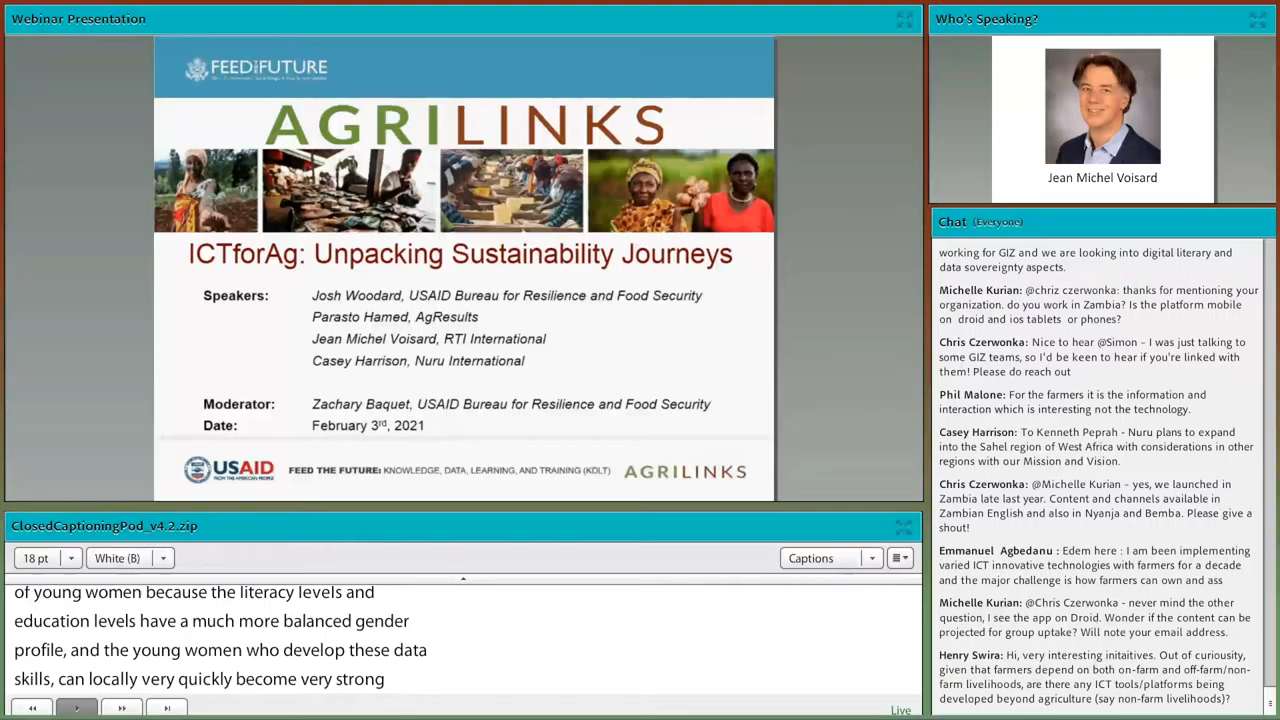 Webinar Presentation
FEED THE FUTURE
AGRILINKS
ICTforAg: Unpacking Sustainability Journeys
Speakers: Josh Woodard, USAID Bureau for Resilience and Food Security
Parasto Hamed, AgResults
Jean Michel Voisard, RTI International
Casey Harrison, Nuru International
Moderator: Zachary Baquet, USAID Bureau for Resilience and Food Security
Date: February 3rd, 2021
USAID
FROM THE AMERICAN PEOPLE
FEED THE FUTURE: KNOWLEDGE, DATA, LEARNING, AND TRAINING (KDLT)
AGRILINKS
ClosedCaptioningPod_v4.2.zip
18 pt
White (B)
Captions
of young women because the literacy levels and
education levels have a much more balanced gender
profile, and the young women who develop these data
skills, can locally very quickly become very strong
Live
Who's Speaking?
Jean Michel Voisard
Chat (Everyone)
working for GIZ and we are looking into digital literary and
data sovereignty aspects.
Michelle Kurian: @chriz czerwonka: thanks for mentioning your
organization. do you work in Zambia? Is the platform mobile
on droid and ios tablets or phones?
Chris Czerwonka: Nice to hear @Simon - I was just talking to
some GIZ teams, so I'd be keen to hear if you're linked with
them! Please do reach out
Phil Malone: For the farmers it is the information and
interaction which is interesting not the technology.
Casey Harrison: To Kenneth Peprah - Nuru plans to expand
into the Sahel region of West Africa with considerations in other
regions with our Mission and Vision.
Chris Czerwonka: @Michelle Kurian - yes, we launched in
Zambia late last year. Content and channels available in
Zambian English and also in Nyanja and Bemba. Please give a
shout!
Emmanuel Agbedanu : Edem here : I am been implementing
varied ICT innovative technologies with farmers for a decade
and the major challenge is how farmers can own and ass
Michelle Kurian: @Chris Czerwonka - never mind the other
question, I see the app on Droid. Wonder if the content can be
projected for group uptake? Will note your email address.
Henry Swira: Hi, very interesting initaitives. Out of curiousity,
given that farmers depend on both on-farm and off-farm/non-
farm livelihoods, are there any ICT tools/platforms being
developed beyond agriculture (say non-farm livelihoods)?